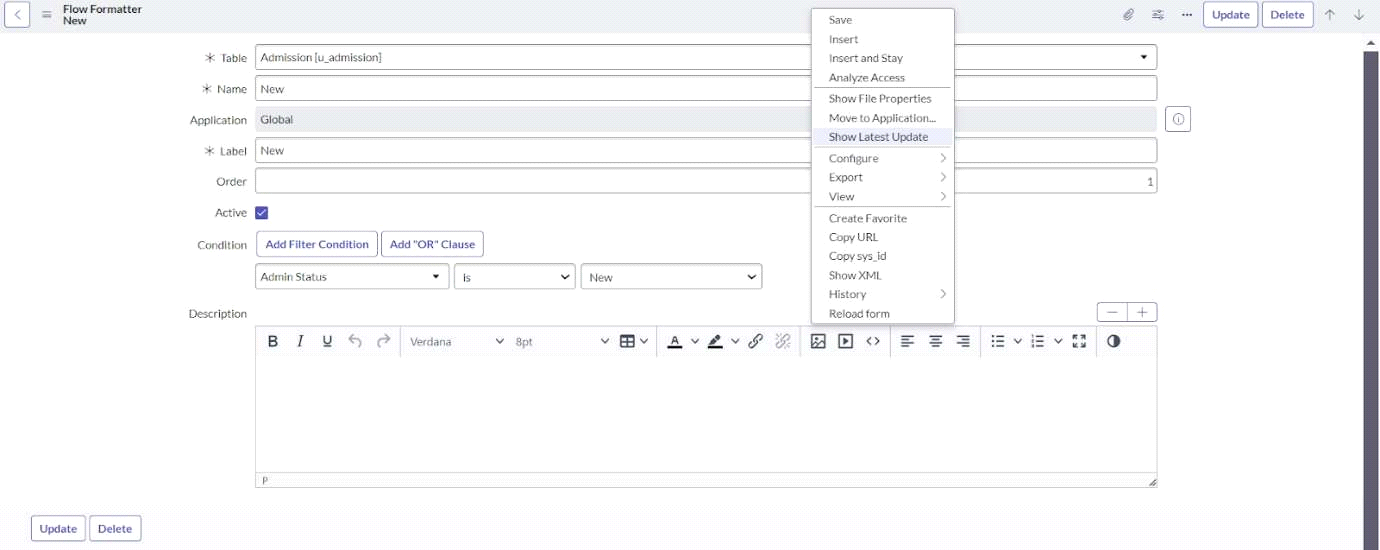 Flow Formatter
New
Update
Delete
Table
Admission [u_admission]
Name
New
Application
Global
Label
New
Order
1
Active
Condition
Add Filter Condition
Add "OR" Clause
Admin Status
is
New
Description
Save
Insert
Insert and Stay
Analyze Access
Show File Properties
Move to Application...
Show Latest Update
Configure
Export
View
Create Favorite
Copy URL
Copy sys_id
Show XML
History
Reload form
B I U Verdana 8pt A
P
Update
Delete